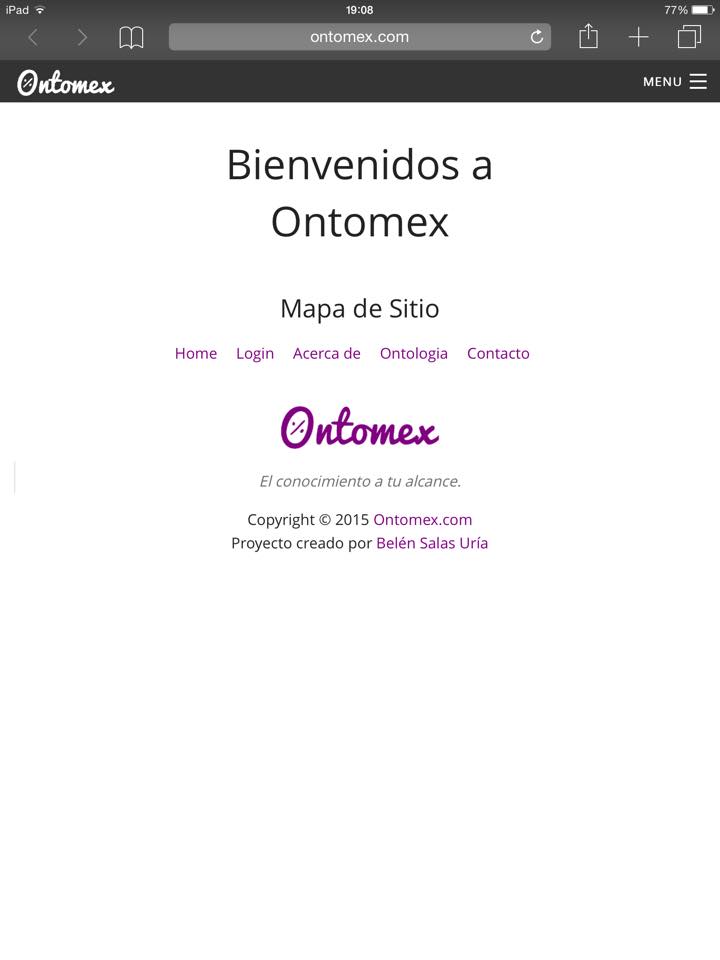 iPad 19:08 77%
ontomex.com
Ontomex MENU
Bienvenidos a
Ontomex
Mapa de Sitio
Home Login Acerca de Ontologia Contacto
Ontomex
El conocimiento a tu alcance.
Copyright © 2015 Ontomex.com
Proyecto creado por Belén Salas Uría